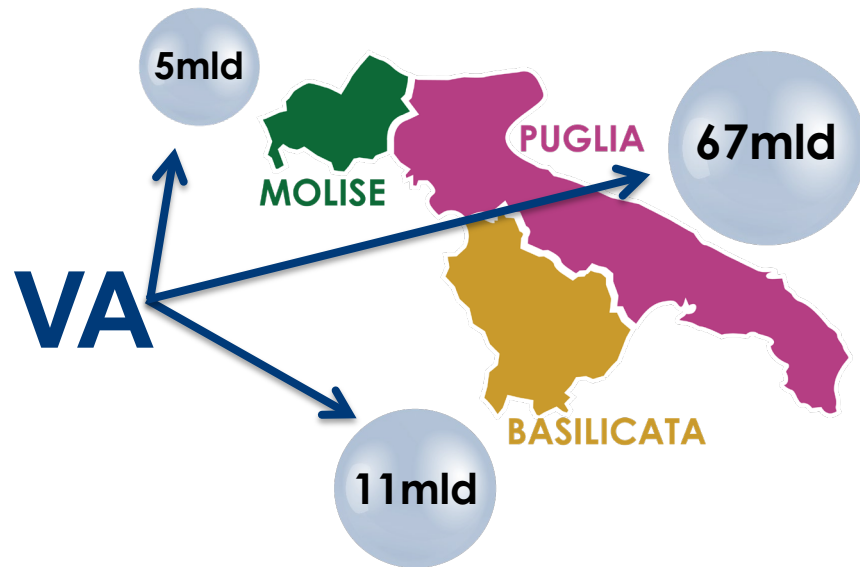 5mld
PUGLIA
67mld
MOLISE
VA
BASILICATA
11mld